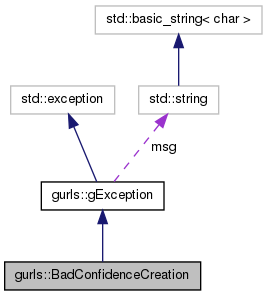 std::basic_string< char >
std::exception
std::string
msg
gurls::gException
gurls::BadConfidenceCreation